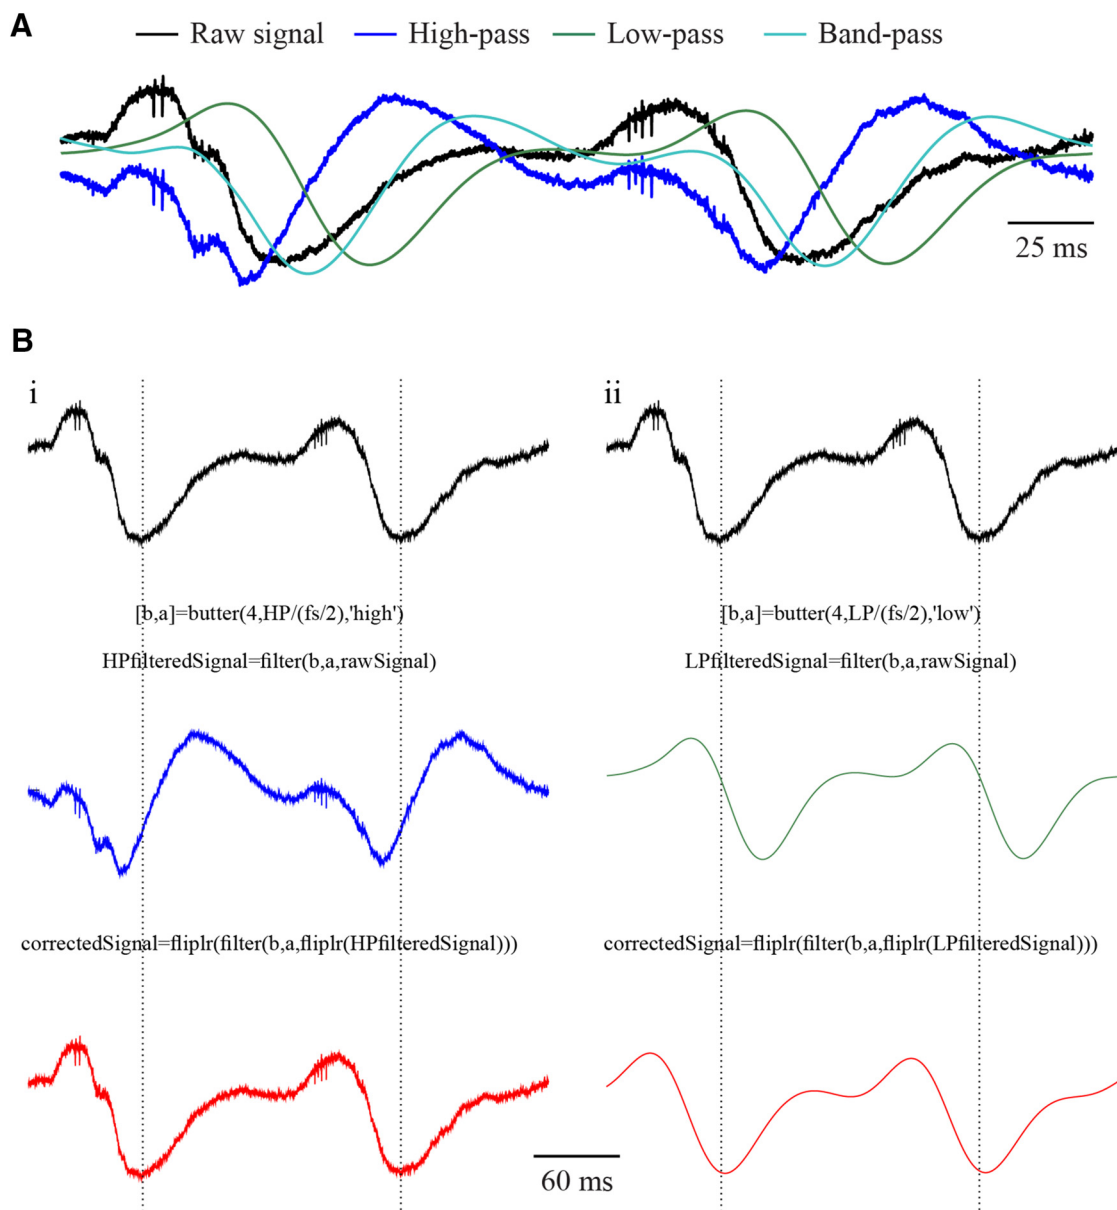 A
Raw signal High-pass Low-pass Band-pass
25 ms
B
i
ii
[b,a]=butter(4,HP/(fs/2),'high')
[b,a]=butter(4,LP/(fs/2),'low')
HPfilteredSignal=filter(b,a,rawSignal)
LPfilteredSignal=filter(b,a,rawSignal)
correctedSignal=fliplr(filter(b,a,fliplr(HPfilteredSignal)))
correctedSignal=fliplr(filter(b,a,fliplr(LPfilteredSignal)))
60 ms